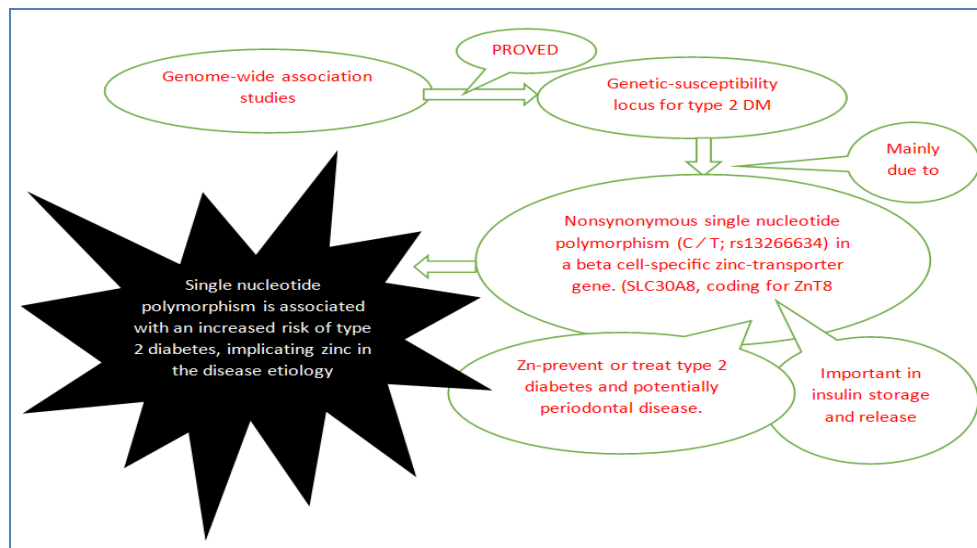 PROVED
Genome-wide association
studies
Genetic-susceptibility
locus for type 2 DM
Mainly
due to
Nonsynonymous single nucleotide
polymorphism (C／T; rs13266634) in
a beta cell-specific zinc-transporter
gene. (SLC30A8, coding for ZnT8
Single nucleotide
polymorphism is associated
with an increased risk of type
2 diabetes, implicating zinc in
the disease etiology
Zn-prevent or treat type 2
diabetes and potentially
periodontal disease.
Important in
insulin storage
and release